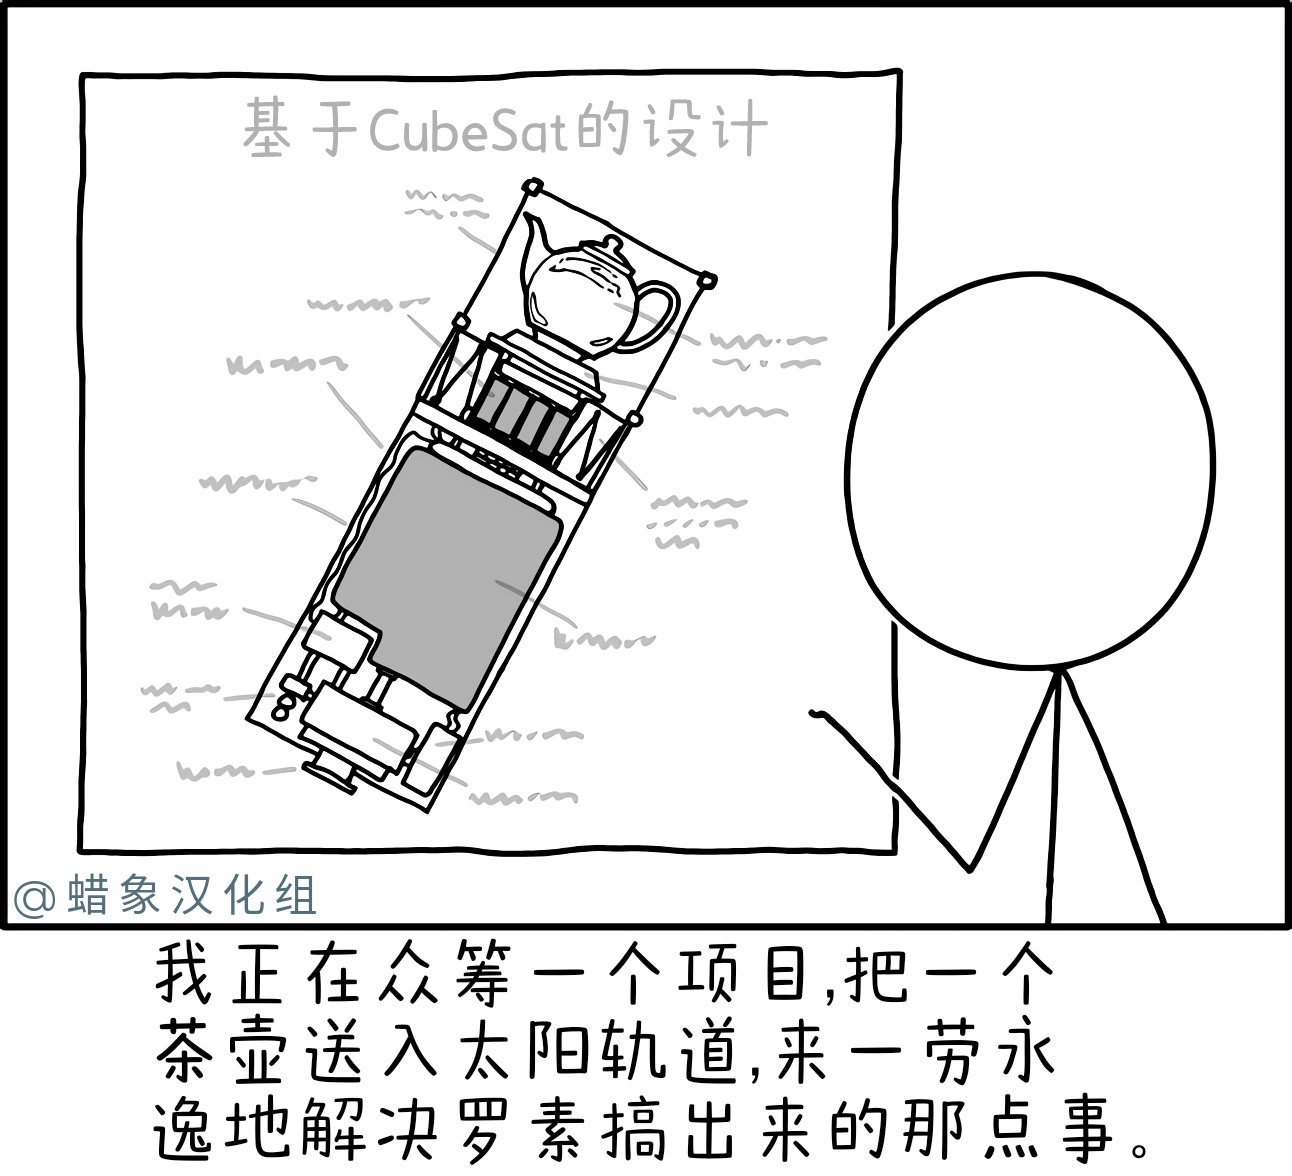 基于CubeSat的设计
@蜡象汉化组
我正在众筹一个项目,把一个
茶壶送入太阳轨道,来一劳永
逸地解决罗素搞出来的那点事。